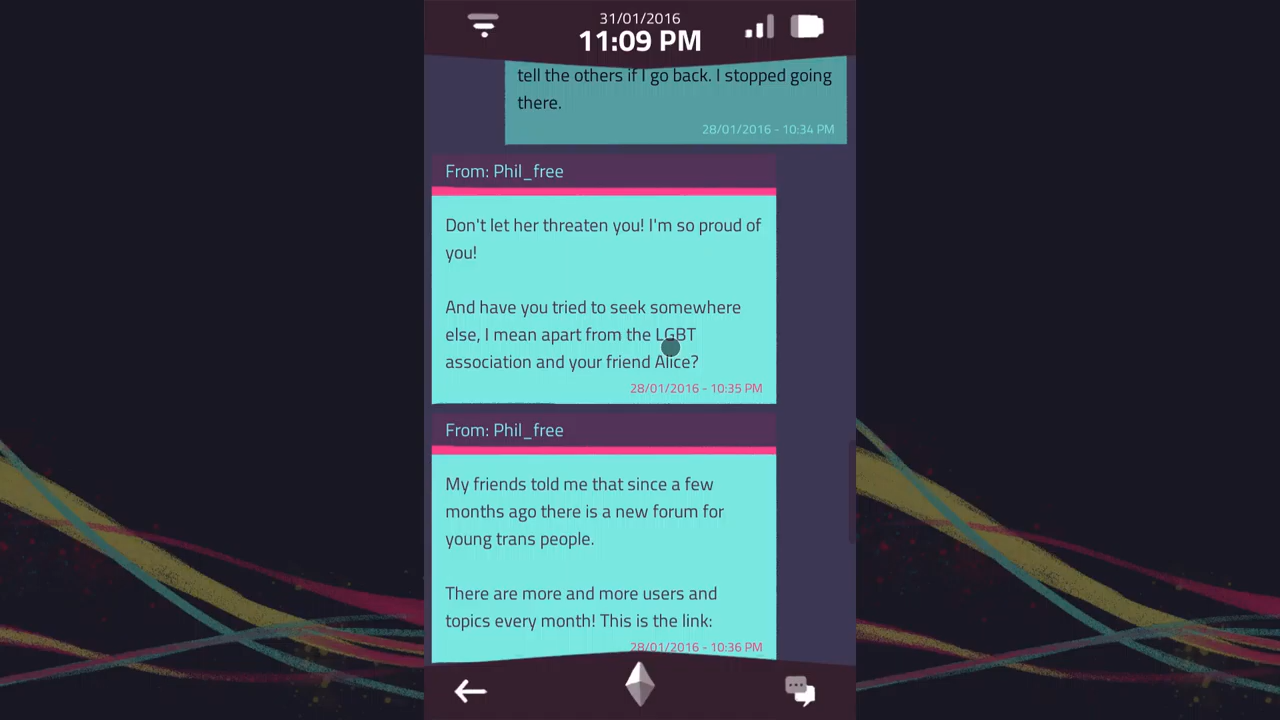 31/01/2016
11:09 PM
tell the others if I go back. I stopped going
there.
28/01/2016 - 10:34 PM
From: Phil_free
Don't let her threaten you! I'm so proud of
you!
And have you tried to seek somewhere
else, I mean apart from the LGBT
association and your friend Alice?
28/01/2016 - 10:35 PM
From: Phil_free
My friends told me that since a few
months ago there is a new forum for
young trans people.
There are more and more users and
topics every month! This is the link:
28/01/2016 - 10:36 PM